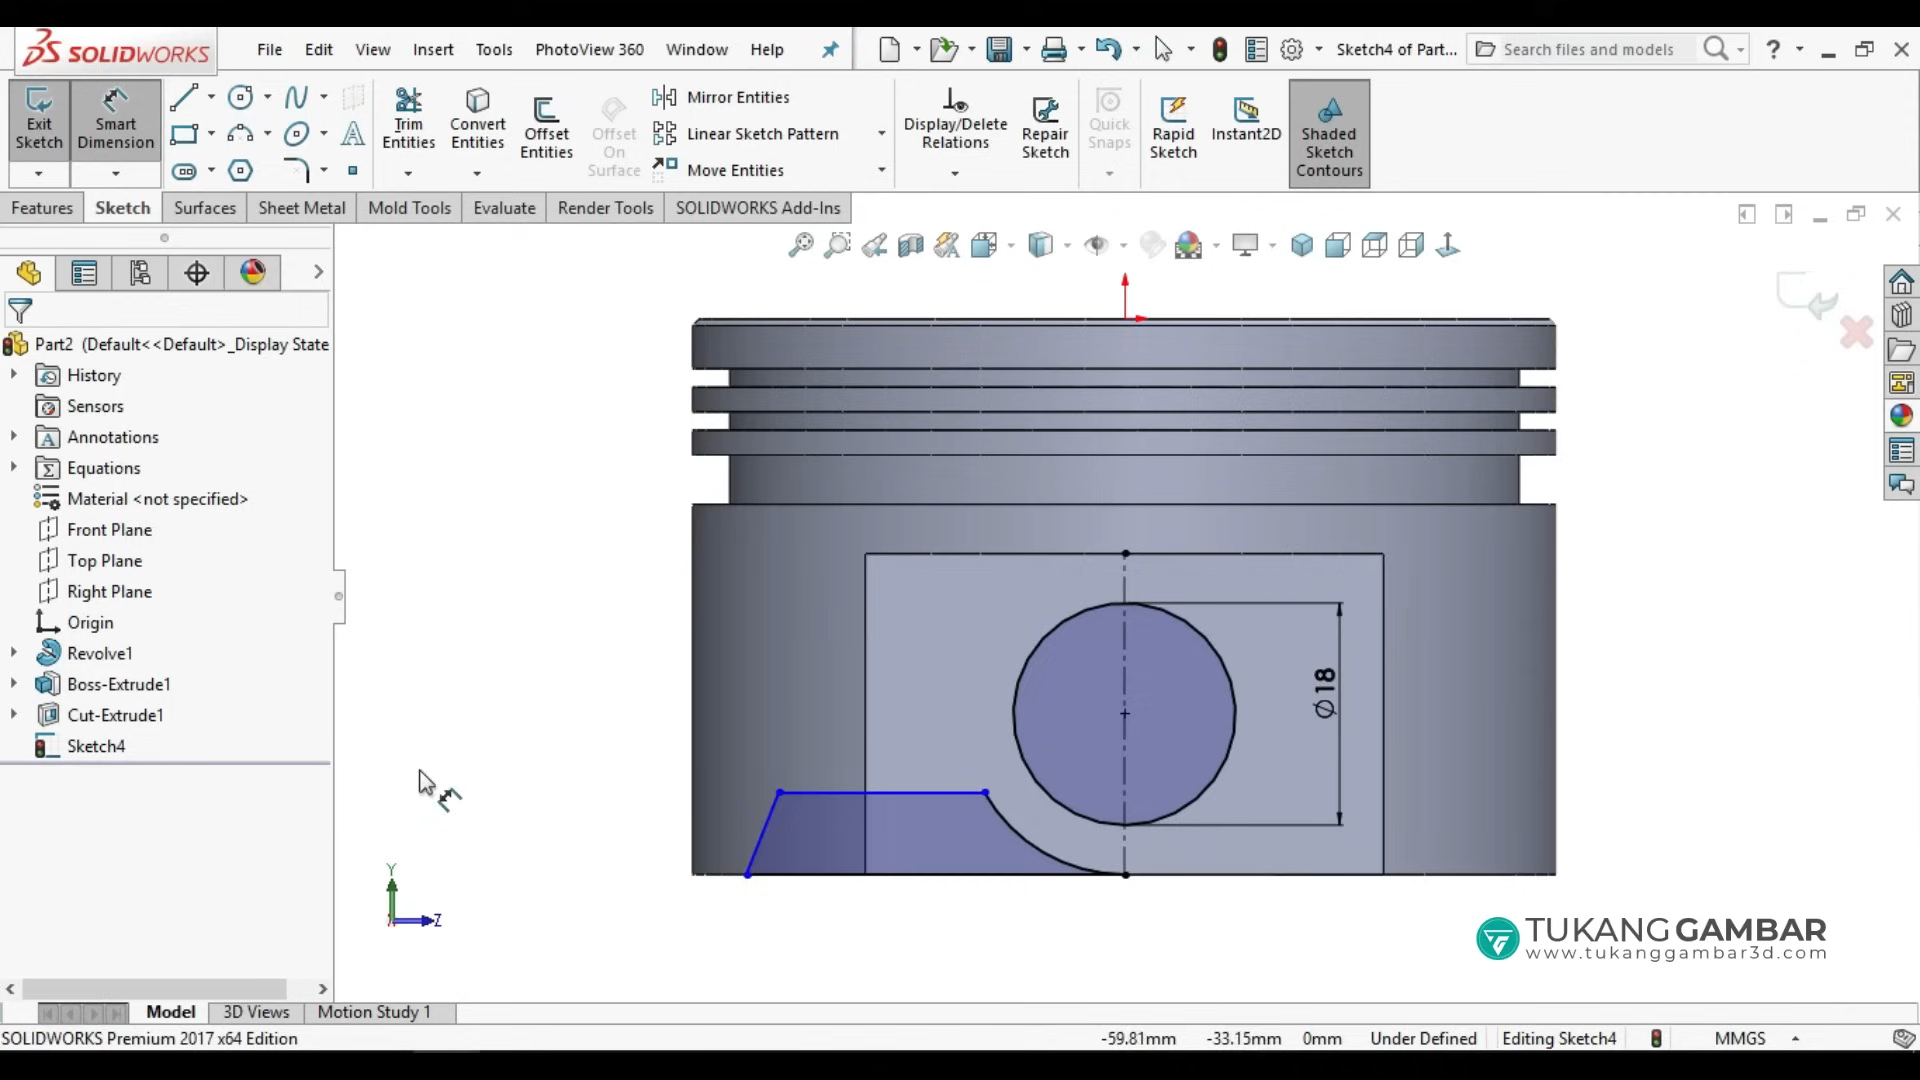 SOLIDWORKS
File Edit View Insert Tools PhotoView 360 Window Help
Sketch4 of Part...
Search files and models
?
Exit Sketch
Smart Dimension
Trim Entities
Convert Entities
Offset Entities
Offset On Surface
Mirror Entities
Linear Sketch Pattern
Move Entities
Display/Delete Relations
Repair Sketch
Quick Snaps
Rapid Sketch
Instant2D
Shaded Sketch Contours
Features Sketch Surfaces Sheet Metal Mold Tools Evaluate Render Tools SOLIDWORKS Add-Ins
Part2 (Default<<Default>_Display State
History
Sensors
Annotations
Equations
Material <not specified>
Front Plane
Top Plane
Right Plane
Origin
Revolve1
Boss-Extrude1
Cut-Extrude1
Sketch4
⌀18
Y
Z
TUKANGGAMBAR
www.tukanggambar3d.com
Model 3D Views Motion Study 1
SOLIDWORKS Premium 2017 x64 Edition
-59.81mm -33.15mm 0mm Under Defined Editing Sketch4 MMGS